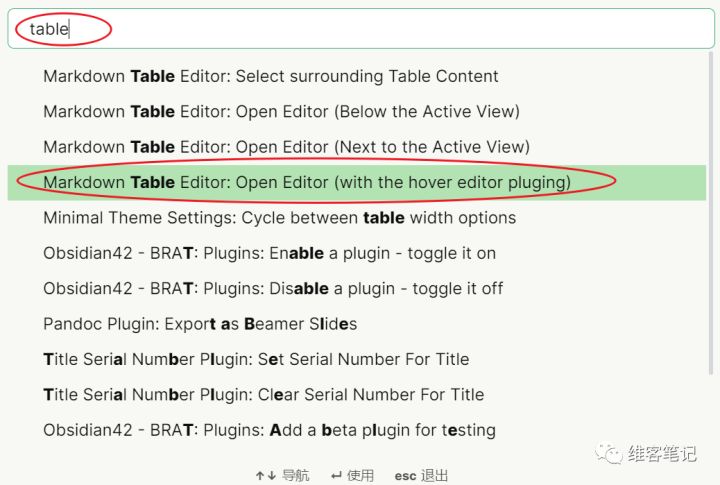 table
Markdown Table Editor: Select surrounding Table Content
Markdown Table Editor: Open Editor (Below the Active View)
Markdown Table Editor: Open Editor (Next to the Active View)
Markdown Table Editor: Open Editor (with the hover editor pluging)
Minimal Theme Settings: Cycle between table width options
Obsidian42 - BRAT: Plugins: Enable a plugin - toggle it on
Obsidian42 - BRAT: Plugins: Disable a plugin - toggle it off
Pandoc Plugin: Export as Beamer Slides
Title Serial Number Plugin: Set Serial Number For Title
Title Serial Number Plugin: Clear Serial Number For Title
Obsidian42 - BRAT: Plugins: Add a beta plugin for testing
维客笔记
↑↓ 导航 ↵ 使用 esc 退出